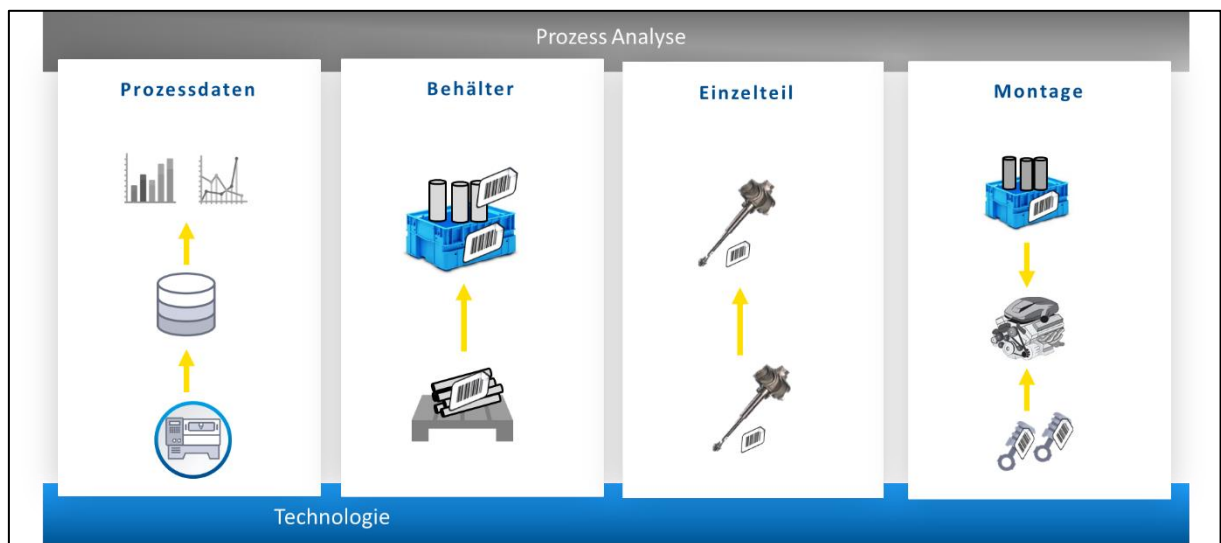 Prozess Analyse
Prozessdaten
Behälter
Einzelteil
Montage
Technologie